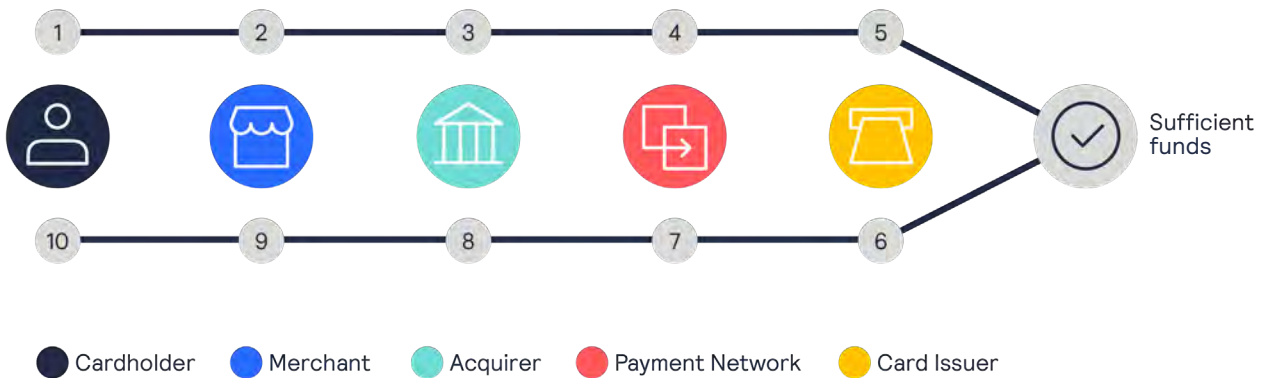 1 2 3 4 5
Sufficient
funds
10 9 8 7 6
Cardholder Merchant Acquirer Payment Network Card Issuer